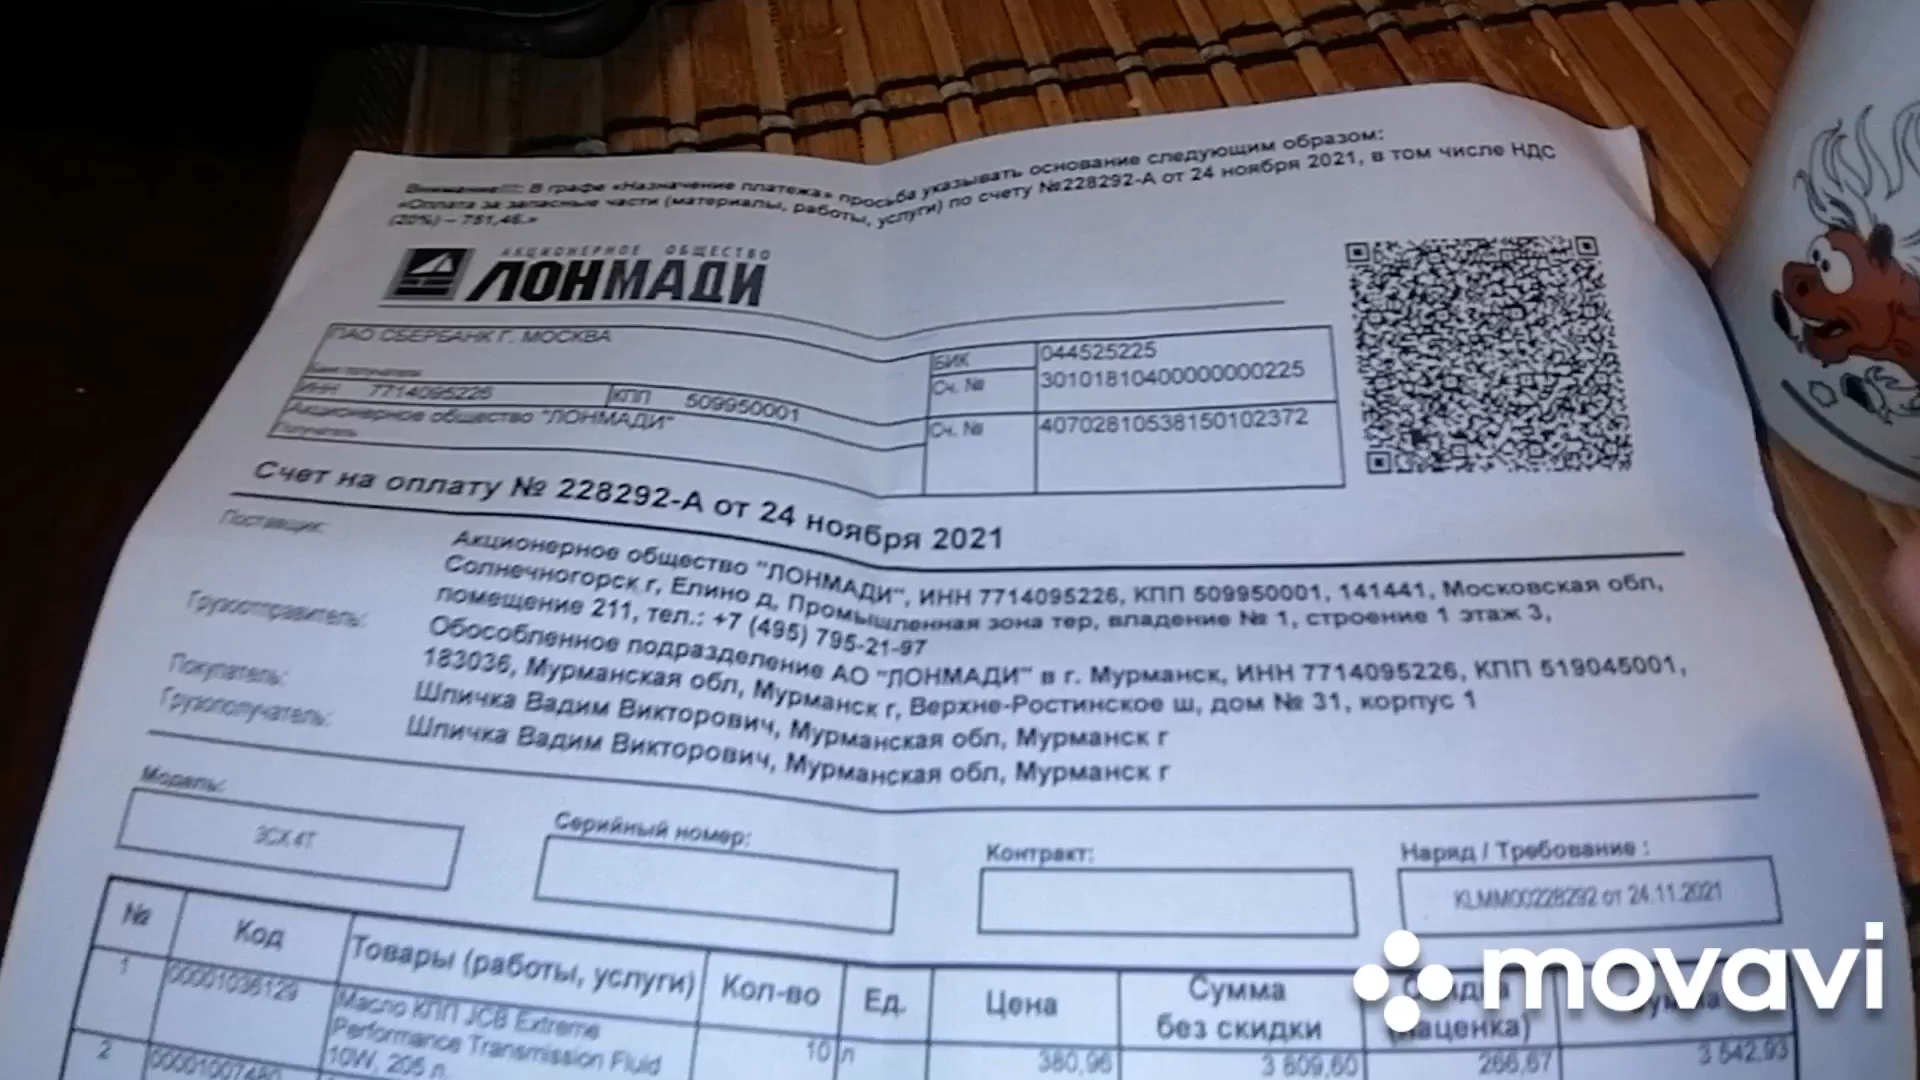 Внимание!!!: В графе «Назначение платежа» просьба указывать основание следующим образом:
«Оплата за запасные части (материалы, работы, услуги) по счету №228292-А от 24 ноября 2021, в том числе НДС
(20%) – 751,46.»
АКЦИОНЕРНОЕ ОБЩЕСТВО
ЛОНМАДИ
ПАО СБЕРБАНК Г. МОСКВА
БИК 044525225
Сч. № 30101810400000000225
Банк получателя
ИНН 7714095226 КПП 509950001
Сч. № 40702810538150102372
Акционерное общество "ЛОНМАДИ"
Получатель
Счет на оплату № 228292-А от 24 ноября 2021
Поставщик: Акционерное общество "ЛОНМАДИ", ИНН 7714095226, КПП 509950001, 141441, Московская обл,
Солнечногорск г, Елино д, Промышленная зона тер, владение № 1, строение 1 этаж 3,
помещение 211, тел.: +7 (495) 795-21-97
Грузоотправитель: Обособленное подразделение АО "ЛОНМАДИ" в г. Мурманск, ИНН 7714095226, КПП 519045001,
183036, Мурманская обл, Мурманск г, Верхне-Ростинское ш, дом № 31, корпус 1
Покупатель: Шпичка Вадим Викторович, Мурманская обл, Мурманск г
Грузополучатель: Шпичка Вадим Викторович, Мурманская обл, Мурманск г
Модель: Серийный номер: Контракт: Наряд / Требование :
3CX 4T KLMM00228292 от 24.11.2021
№ Код Товары (работы, услуги) Кол-во Ед. Цена Сумма
без скидки
1 00001036129 Масло КПП JCB Extreme
Performance Transmission Fluid
10W, 205 л. 10 л 380,96 3 809,60 266,67 3 542,93
2 00001007480
movavi